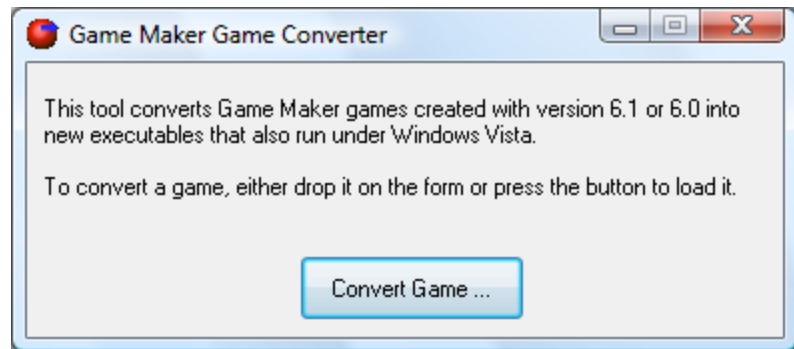 Game Maker Game Converter
This tool converts Game Maker games created with version 6.1 or 6.0 into
new executables that also run under Windows Vista.
To convert a game, either drop it on the form or press the button to load it.
Convert Game ...